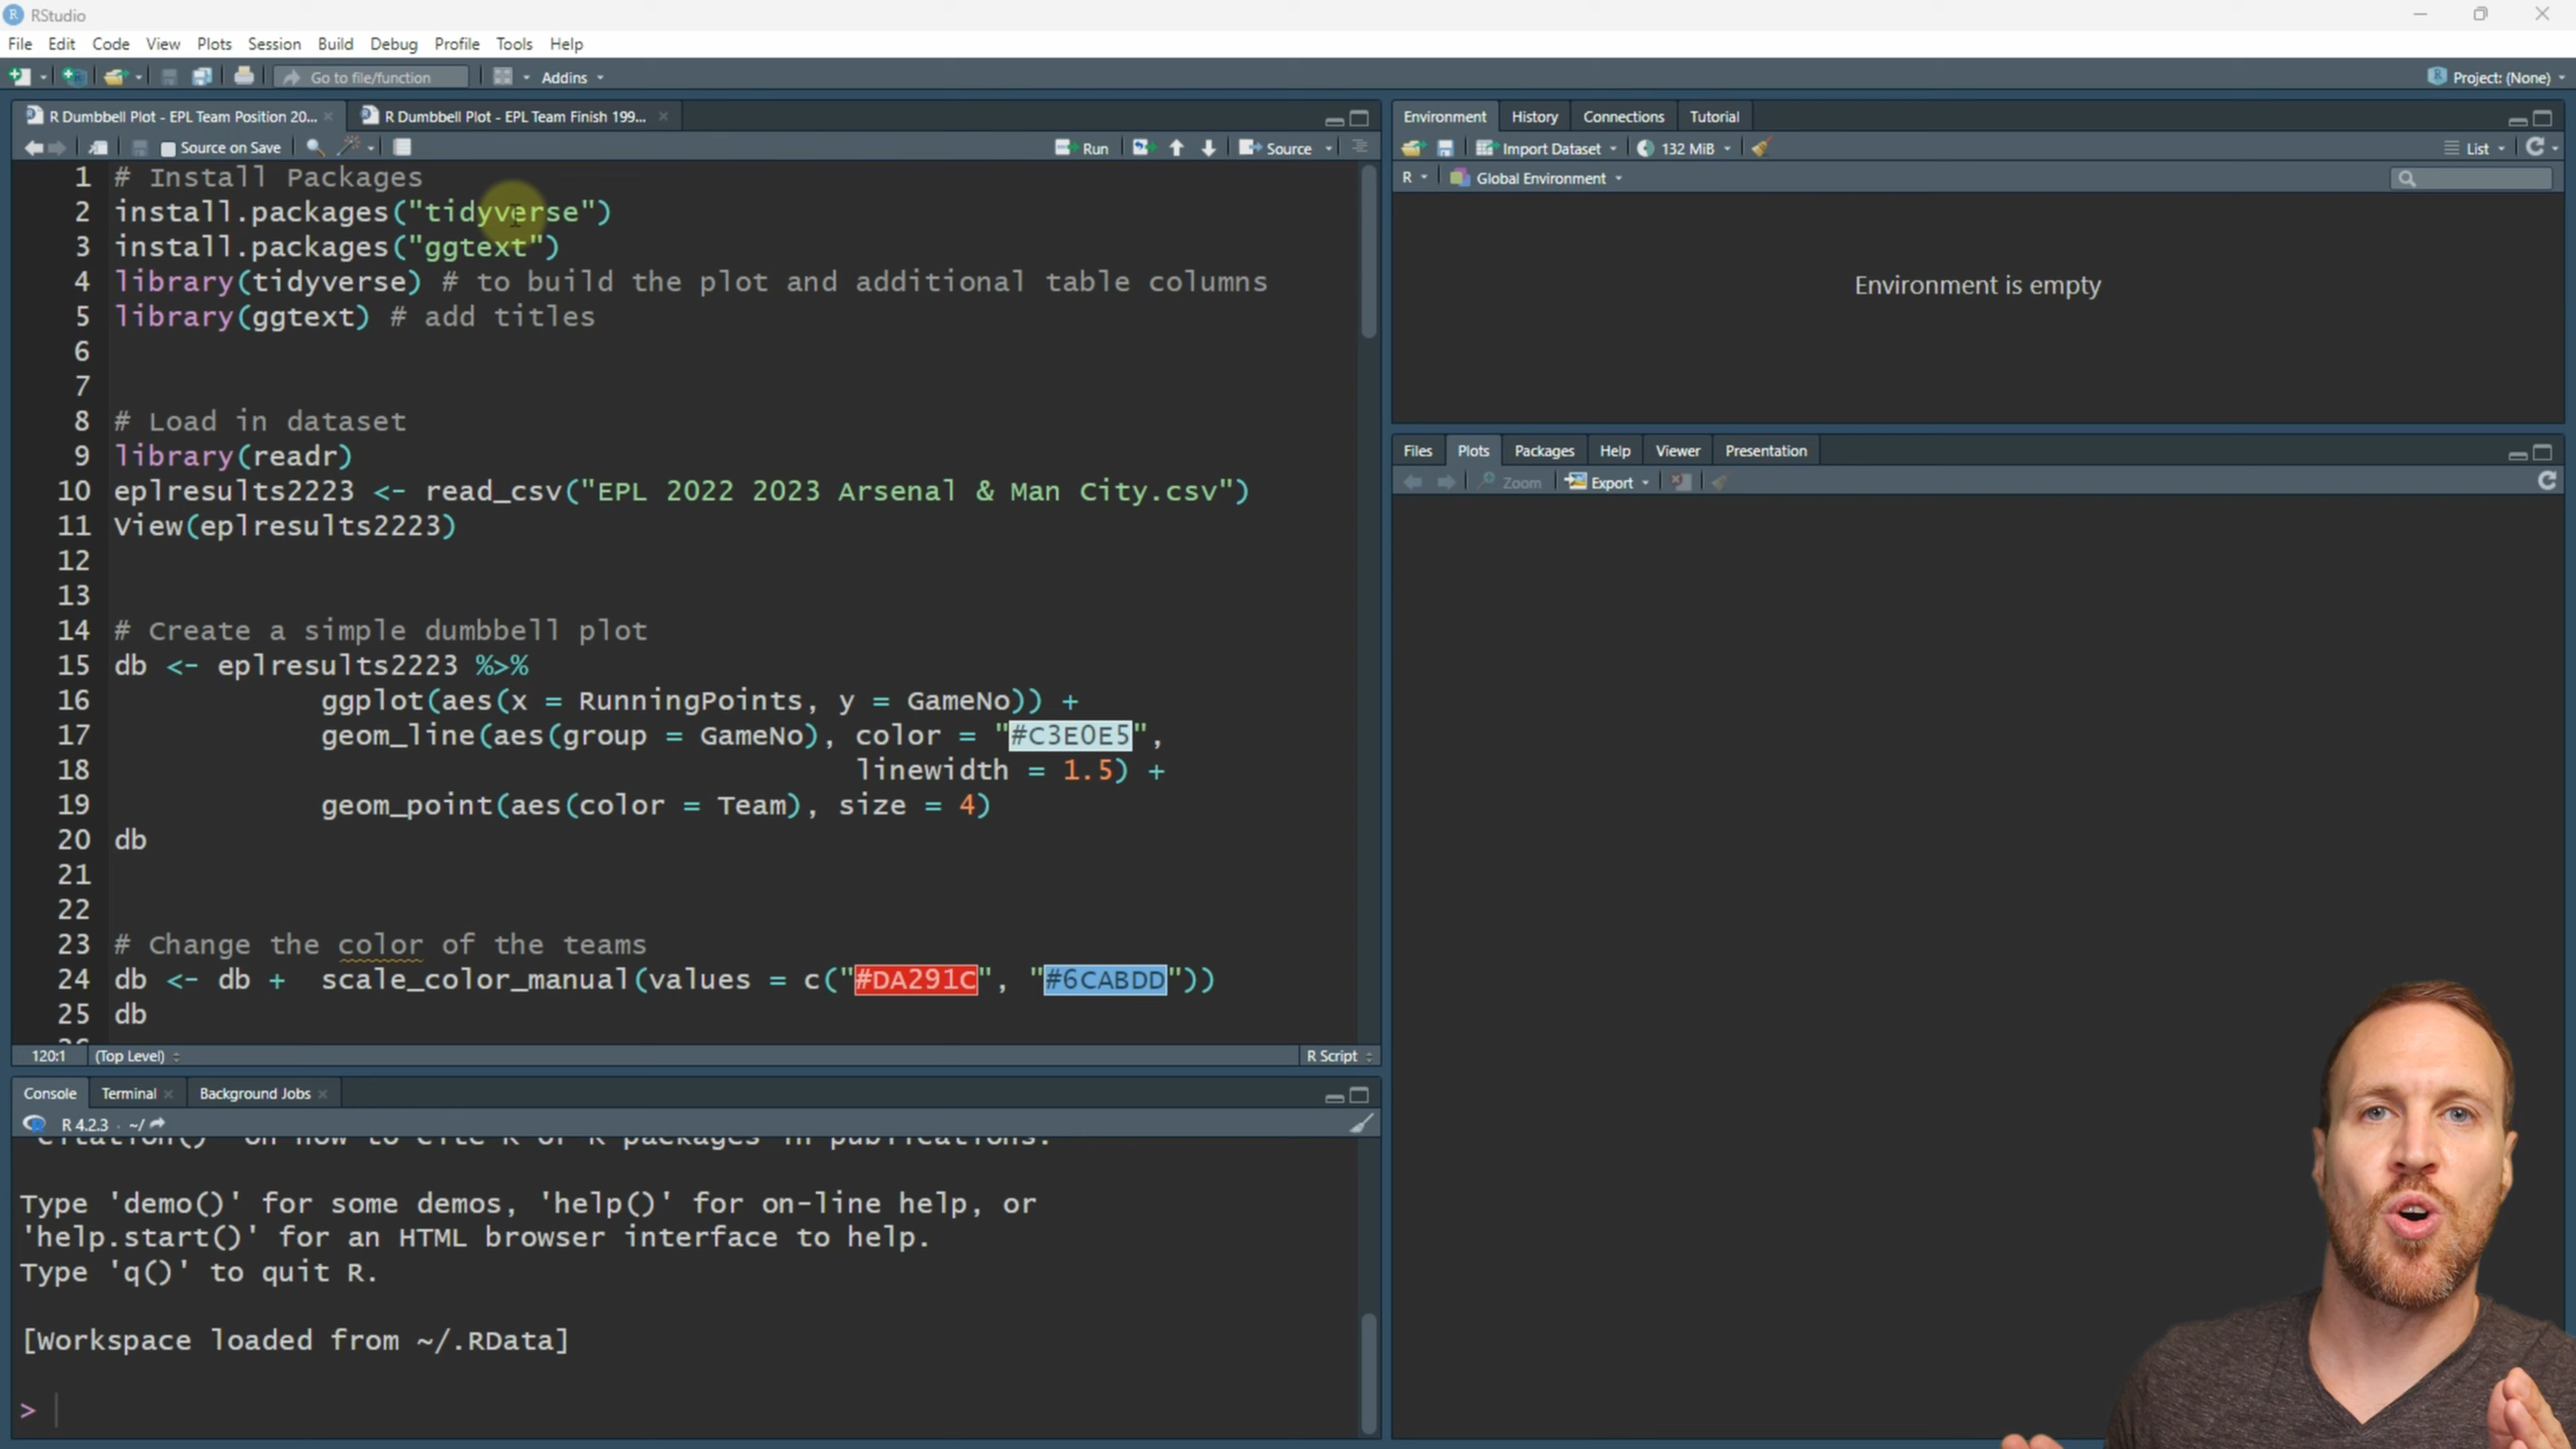 RStudio
File Edit Code View Plots Session Build Debug Profile Tools Help
Go to file/function Addins Project: (None)
R Dumbbell Plot - EPL Team Position 20... R Dumbbell Plot - EPL Team Finish 199...
Source on Save Run Source
1 # Install Packages
2 install.packages("tidyverse")
3 install.packages("ggtext")
4 library(tidyverse) # to build the plot and additional table columns
5 library(ggtext) # add titles
6
7
8 # Load in dataset
9 library(readr)
10 eplresults2223 <- read_csv("EPL 2022 2023 Arsenal & Man City.csv")
11 View(eplresults2223)
12
13
14 # Create a simple dumbbell plot
15 db <- eplresults2223 %>%
16 ggplot(aes(x = RunningPoints, y = GameNo)) +
17 geom_line(aes(group = GameNo), color = "#C3E0E5",
18 linewidth = 1.5) +
19 geom_point(aes(color = Team), size = 4)
20 db
21
22
23 # Change the color of the teams
24 db <- db + scale_color_manual(values = c("#DA291C", "#6CABDD"))
25 db
120:1 (Top Level) R Script
Console Terminal Background Jobs
R 4.2.3 · ~/
'citation()' on how to cite R or R packages in publications.
Type 'demo()' for some demos, 'help()' for on-line help, or
'help.start()' for an HTML browser interface to help.
Type 'q()' to quit R.
[Workspace loaded from ~/.RData]
>
Environment History Connections Tutorial
Import Dataset 132 MiB List
R Global Environment
Environment is empty
Files Plots Packages Help Viewer Presentation
Zoom Export